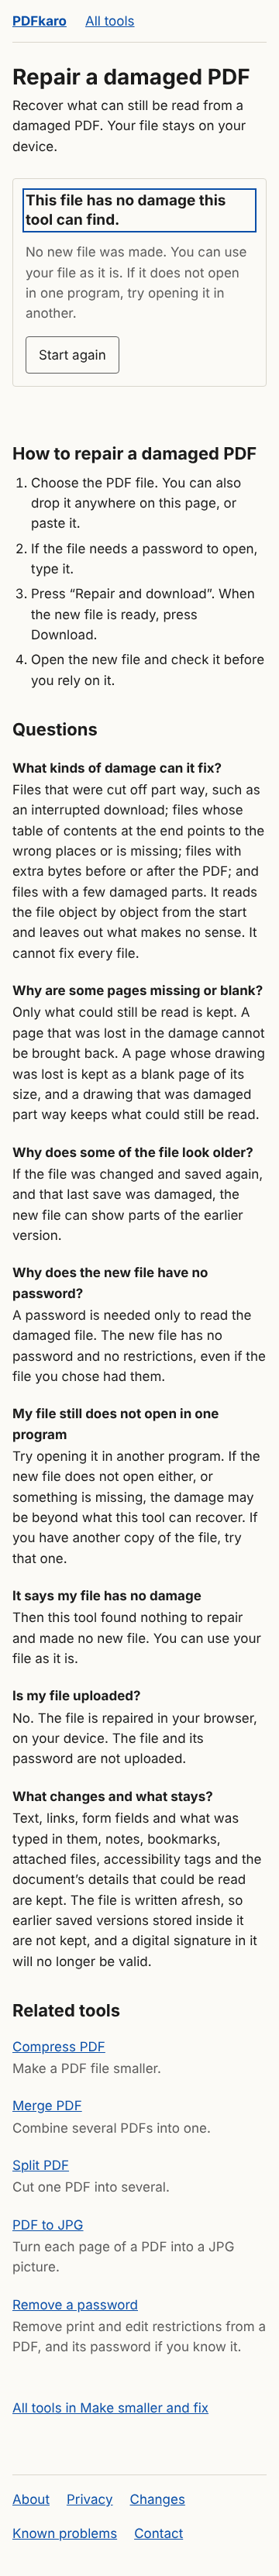 PDFkaro All tools
Repair a damaged PDF
Recover what can still be read from a
damaged PDF. Your file stays on your
device.
This file has no damage this
tool can find.
No new file was made. You can use
your file as it is. If it does not open
in one program, try opening it in
another.
Start again
How to repair a damaged PDF
1. Choose the PDF file. You can also
drop it anywhere on this page, or
paste it.
2. If the file needs a password to open,
type it.
3. Press “Repair and download”. When
the new file is ready, press
Download.
4. Open the new file and check it before
you rely on it.
Questions
What kinds of damage can it fix?
Files that were cut off part way, such as
an interrupted download; files whose
table of contents at the end points to the
wrong places or is missing; files with
extra bytes before or after the PDF; and
files with a few damaged parts. It reads
the file object by object from the start
and leaves out what makes no sense. It
cannot fix every file.
Why are some pages missing or blank?
Only what could still be read is kept. A
page that was lost in the damage cannot
be brought back. A page whose drawing
was lost is kept as a blank page of its
size, and a drawing that was damaged
part way keeps what could still be read.
Why does some of the file look older?
If the file was changed and saved again,
and that last save was damaged, the
new file can show parts of the earlier
version.
Why does the new file have no
password?
A password is needed only to read the
damaged file. The new file has no
password and no restrictions, even if the
file you chose had them.
My file still does not open in one
program
Try opening it in another program. If the
new file does not open either, or
something is missing, the damage may
be beyond what this tool can recover. If
you have another copy of the file, try
that one.
It says my file has no damage
Then this tool found nothing to repair
and made no new file. You can use your
file as it is.
Is my file uploaded?
No. The file is repaired in your browser,
on your device. The file and its
password are not uploaded.
What changes and what stays?
Text, links, form fields and what was
typed in them, notes, bookmarks,
attached files, accessibility tags and the
document’s details that could be read
are kept. The file is written afresh, so
earlier saved versions stored inside it
are not kept, and a digital signature in it
will no longer be valid.
Related tools
Compress PDF
Make a PDF file smaller.
Merge PDF
Combine several PDFs into one.
Split PDF
Cut one PDF into several.
PDF to JPG
Turn each page of a PDF into a JPG
picture.
Remove a password
Remove print and edit restrictions from a
PDF, and its password if you know it.
All tools in Make smaller and fix
About Privacy Changes
Known problems Contact